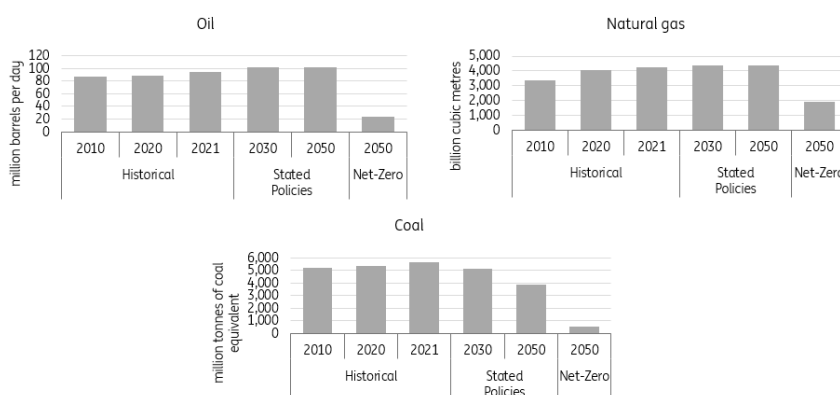 Oil
million barrels per day
120
100
80
60
40
20
0
2010 2020 2021 2030 2050 2050
Historical Stated Policies Net-Zero
Natural gas
billion cubic metres
5,000
4,000
3,000
2,000
1,000
0
2010 2020 2021 2030 2050 2050
Historical Stated Policies Net-Zero
Coal
million tonnes of coal
equivalent
6,000
5,000
4,000
3,000
2,000
1,000
0
2010 2020 2021 2030 2050 2050
Historical Stated Policies Net-Zero